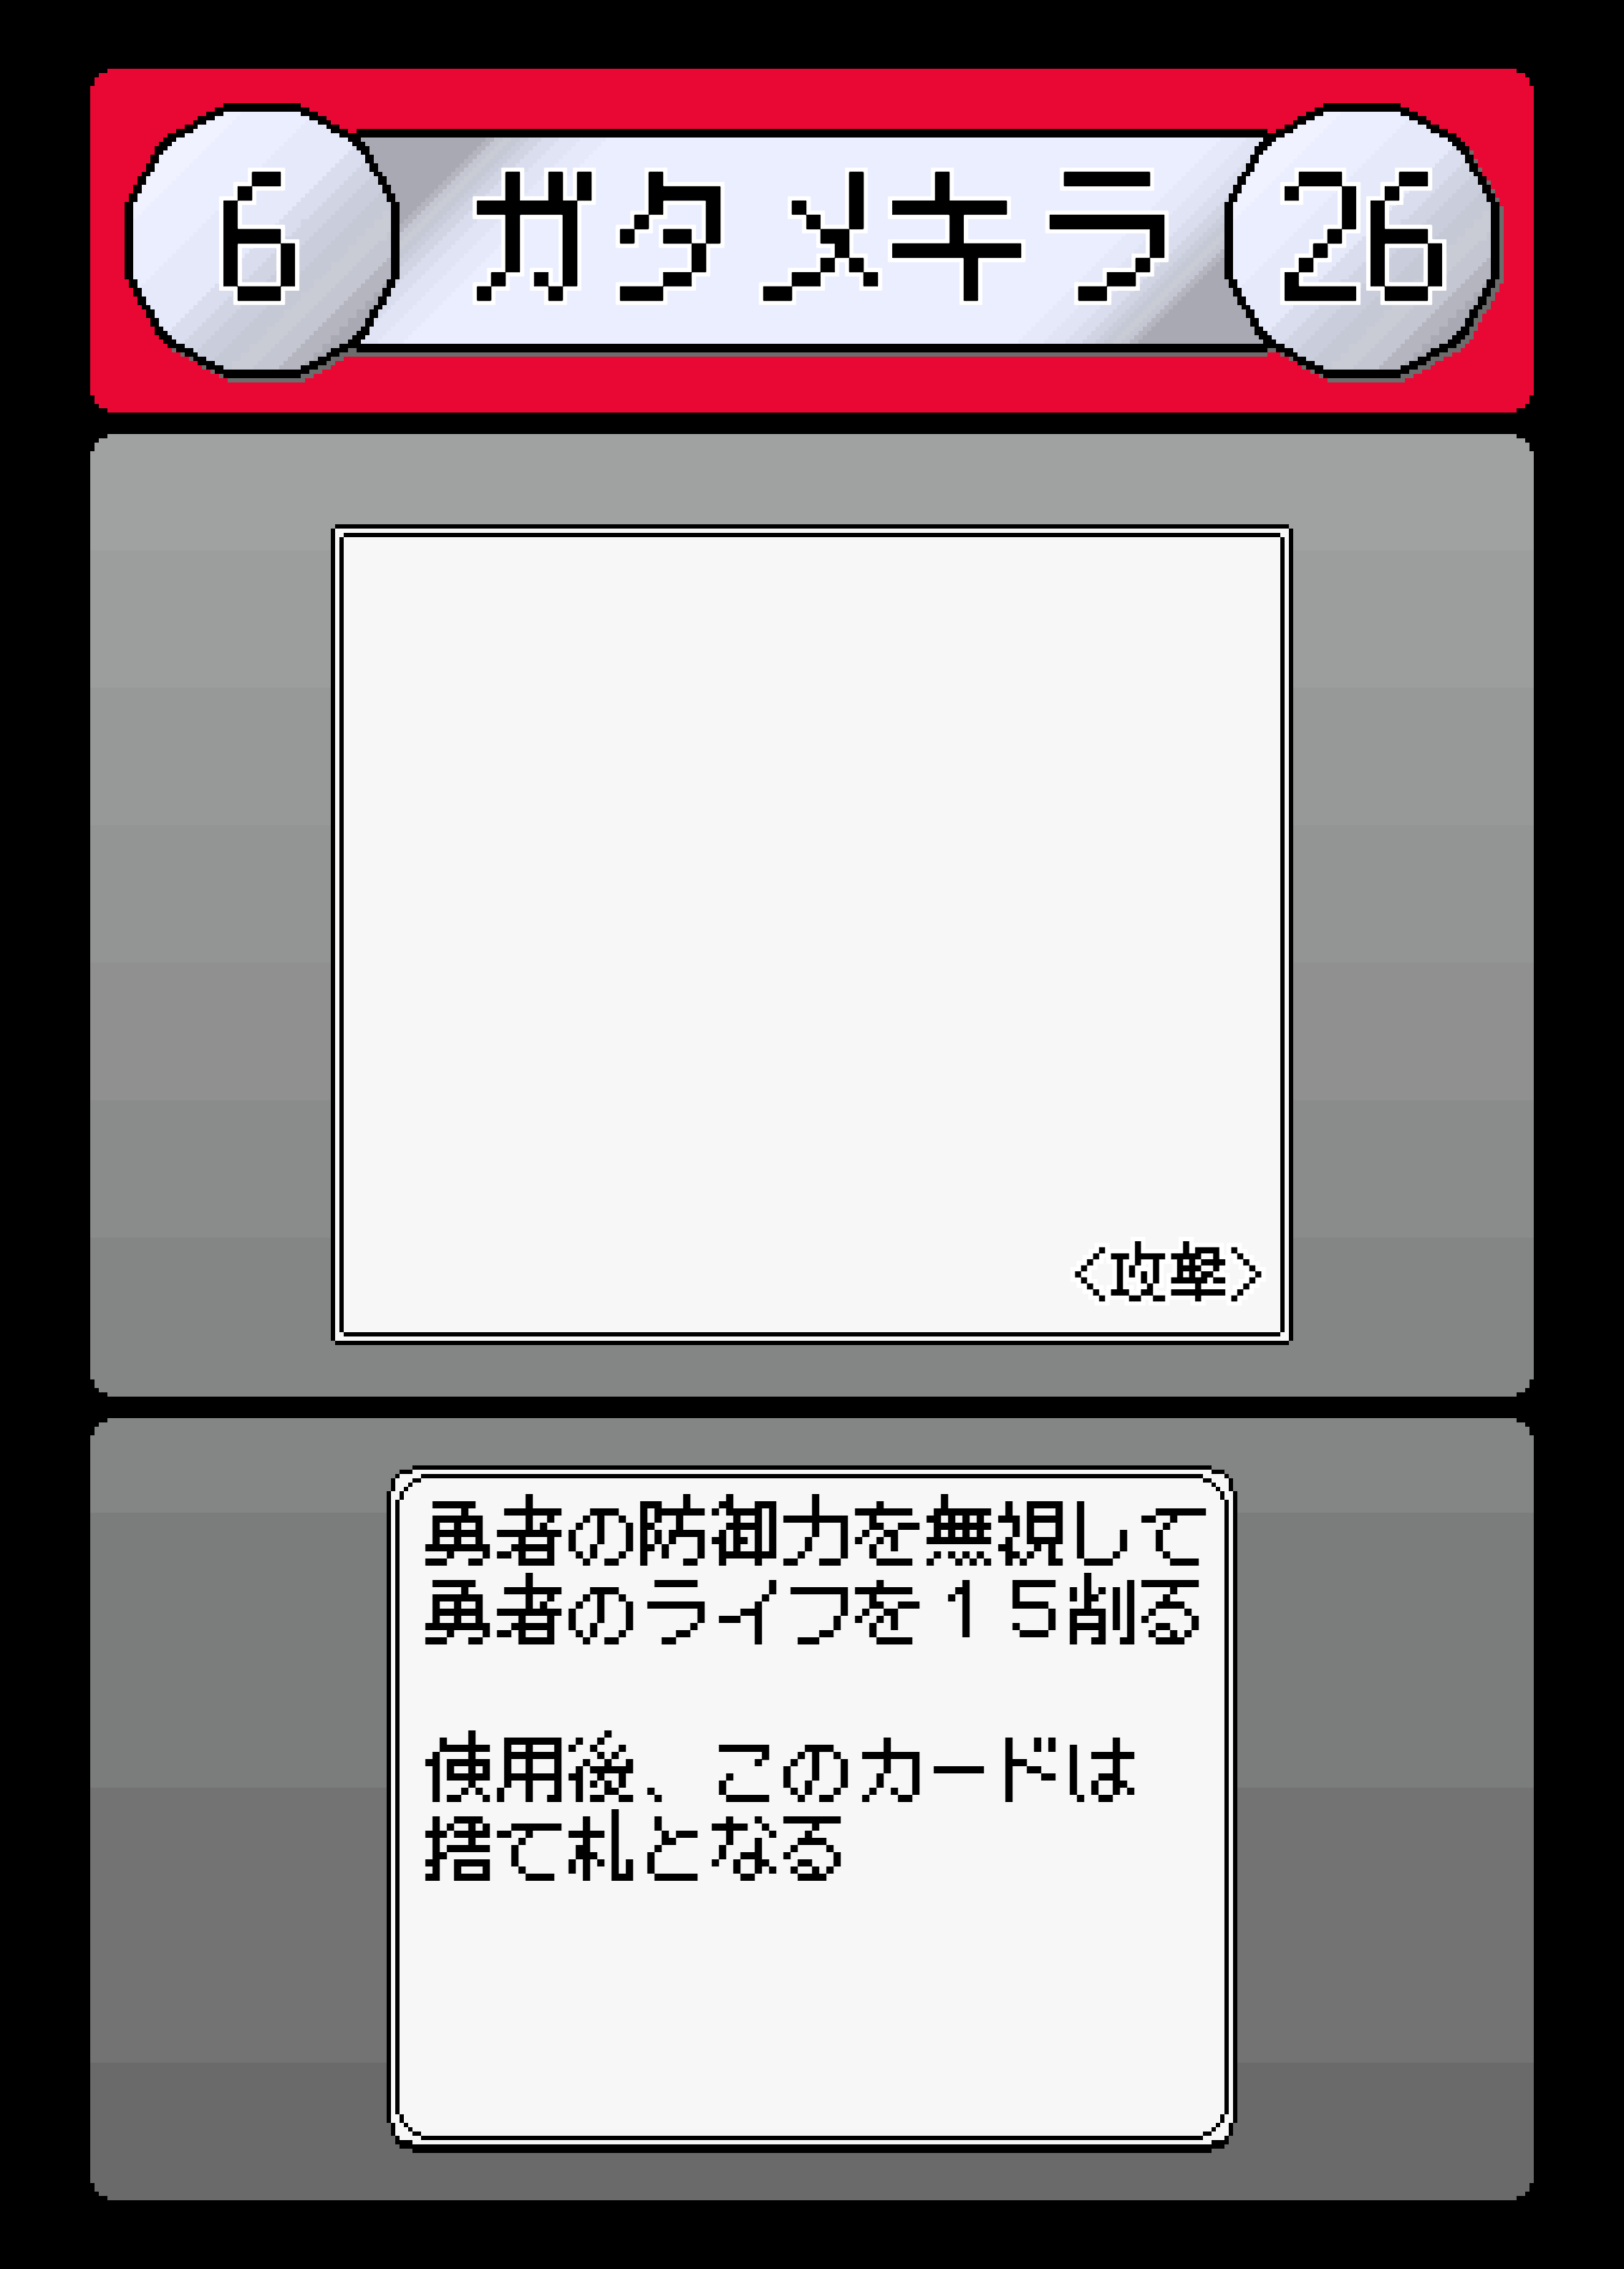 6 ガタメキラ 26
〈攻撃〉
勇者の防御力を無視して
勇者のライフを１５削る
使用後、このカードは
捨て札となる